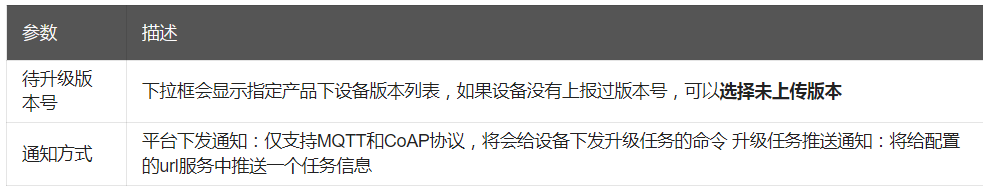 参数 描述
待升级版
本号
下拉框会显示指定产品下设备版本列表，如果设备没有上报过版本号，可以选择未上传版本
通知方式
平台下发通知：仅支持MQTT和CoAP协议，将会给设备下发升级任务的命令 升级任务推送通知：将给配置
的url服务中推送一个任务信息